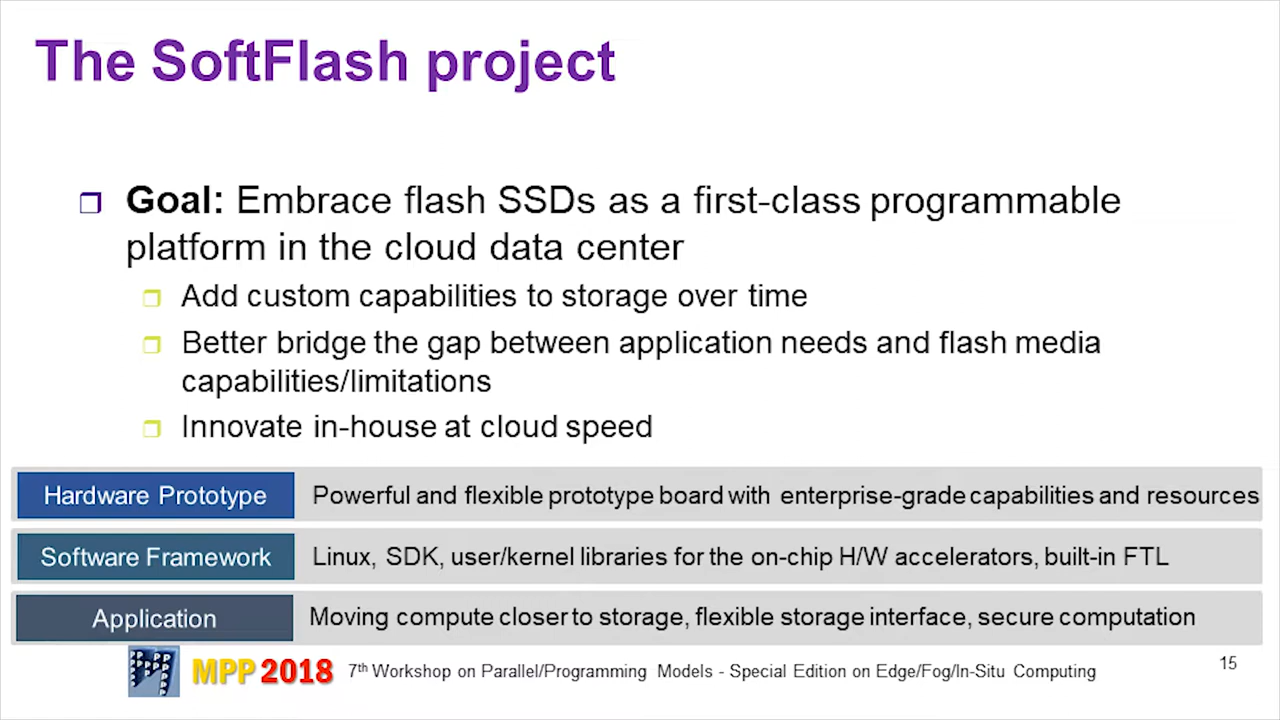 The SoftFlash project
Goal: Embrace flash SSDs as a first-class programmable
platform in the cloud data center
Add custom capabilities to storage over time
Better bridge the gap between application needs and flash media
capabilities/limitations
Innovate in-house at cloud speed
Hardware Prototype Powerful and flexible prototype board with enterprise-grade capabilities and resources
Software Framework Linux, SDK, user/kernel libraries for the on-chip H/W accelerators, built-in FTL
Application Moving compute closer to storage, flexible storage interface, secure computation
MPP 2018 7th Workshop on Parallel/Programming Models - Special Edition on Edge/Fog/In-Situ Computing
15